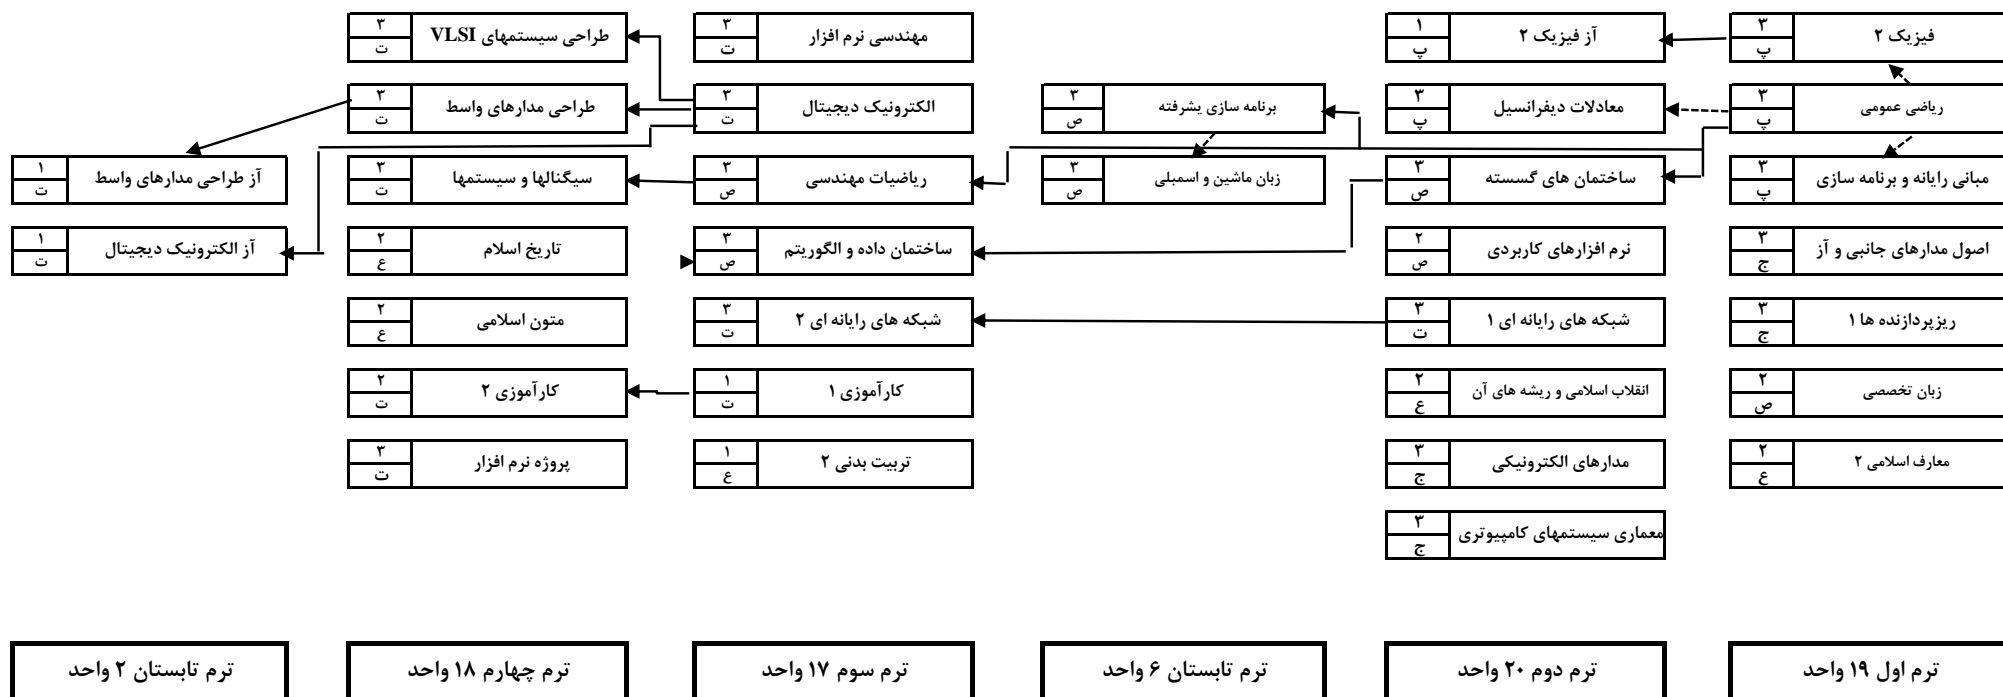 فیزیک ۲
۳
پ
ریاضی عمومی
۳
پ
مبانی رایانه و برنامه سازی
۳
پ
اصول مدارهای جانبی و آز
۳
ج
ریزپردازنده ها ۱
۳
ج
زبان تخصصی
۲
ص
معارف اسلامی ۲
۲
ع
ترم اول ۱۹ واحد
آز فیزیک ۲
۱
پ
معادلات دیفرانسیل
۳
پ
ساختمان های گسسته
۳
ص
نرم افزارهای کاربردی
۲
ص
شبکه های رایانه ای ۱
۳
ت
انقلاب اسلامی و ریشه های آن
۲
ع
مدارهای الکترونیکی
۳
ج
معماری سیستمهای کامپیوتری
۳
ج
ترم دوم ۲۰ واحد
برنامه سازی یشرفته
۳
ص
زبان ماشین و اسمبلی
۳
ص
ترم تابستان ۶ واحد
مهندسی نرم افزار
۳
ت
الکترونیک دیجیتال
۳
ت
ریاضیات مهندسی
۳
ص
ساختمان داده و الگوریتم
۳
ص
شبکه های رایانه ای ۲
۳
ت
کارآموزی ۱
۱
ت
تربیت بدنی ۲
۱
ع
ترم سوم ۱۷ واحد
طراحی سیستمهای VLSI
۳
ت
طراحی مدارهای واسط
۳
ت
سیگنالها و سیستمها
۳
ت
تاریخ اسلام
۲
ع
متون اسلامی
۲
ع
کارآموزی ۲
۲
ت
پروژه نرم افزار
۳
ت
ترم چهارم ۱۸ واحد
آز طراحی مدارهای واسط
۱
ت
آز الکترونیک دیجیتال
۱
ت
ترم تابستان ۲ واحد